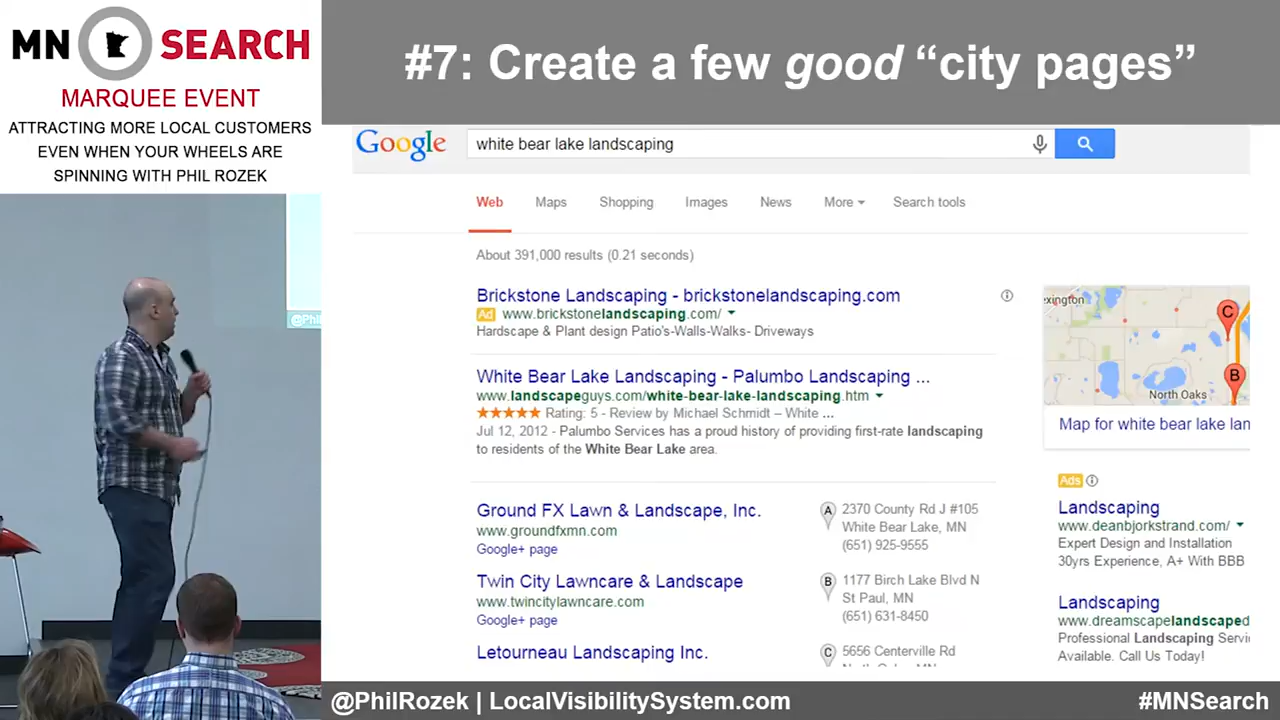 MN SEARCH
MARQUEE EVENT
ATTRACTING MORE LOCAL CUSTOMERS
EVEN WHEN YOUR WHEELS ARE
SPINNING WITH PHIL ROZEK
@Phil
#7: Create a few good “city pages”
Google
white bear lake landscaping
Web Maps Shopping Images News More Search tools
About 391,000 results (0.21 seconds)
Brickstone Landscaping - brickstonelandscaping.com
Ad www.brickstonelandscaping.com/
Hardscape & Plant design Patio's-Walls-Walks- Driveways
White Bear Lake Landscaping - Palumbo Landscaping ...
www.landscapeguys.com/white-bear-lake-landscaping.htm
Rating: 5 - Review by Michael Schmidt – White ...
Jul 12, 2012 - Palumbo Services has a proud history of providing first-rate landscaping
to residents of the White Bear Lake area.
Ground FX Lawn & Landscape, Inc.
www.groundfxmn.com
Google+ page
A
2370 County Rd J #105
White Bear Lake, MN
(651) 925-9555
Twin City Lawncare & Landscape
www.twincitylawncare.com
Google+ page
B
1177 Birch Lake Blvd N
St Paul, MN
(651) 631-8450
Letourneau Landscaping Inc.
C
5656 Centerville Rd
North Oaks, MN
exington
C
B
North Oaks
Map for white bear lake lan
Ads
Landscaping
www.deanbjorkstrand.com/
Expert Design and Installation
30yrs Experience, A+ With BBB
Landscaping
www.dreamscapelandscaped
Professional Landscaping Servic
Available. Call Us Today!
@PhilRozek | LocalVisibilitySystem.com
#MNSearch